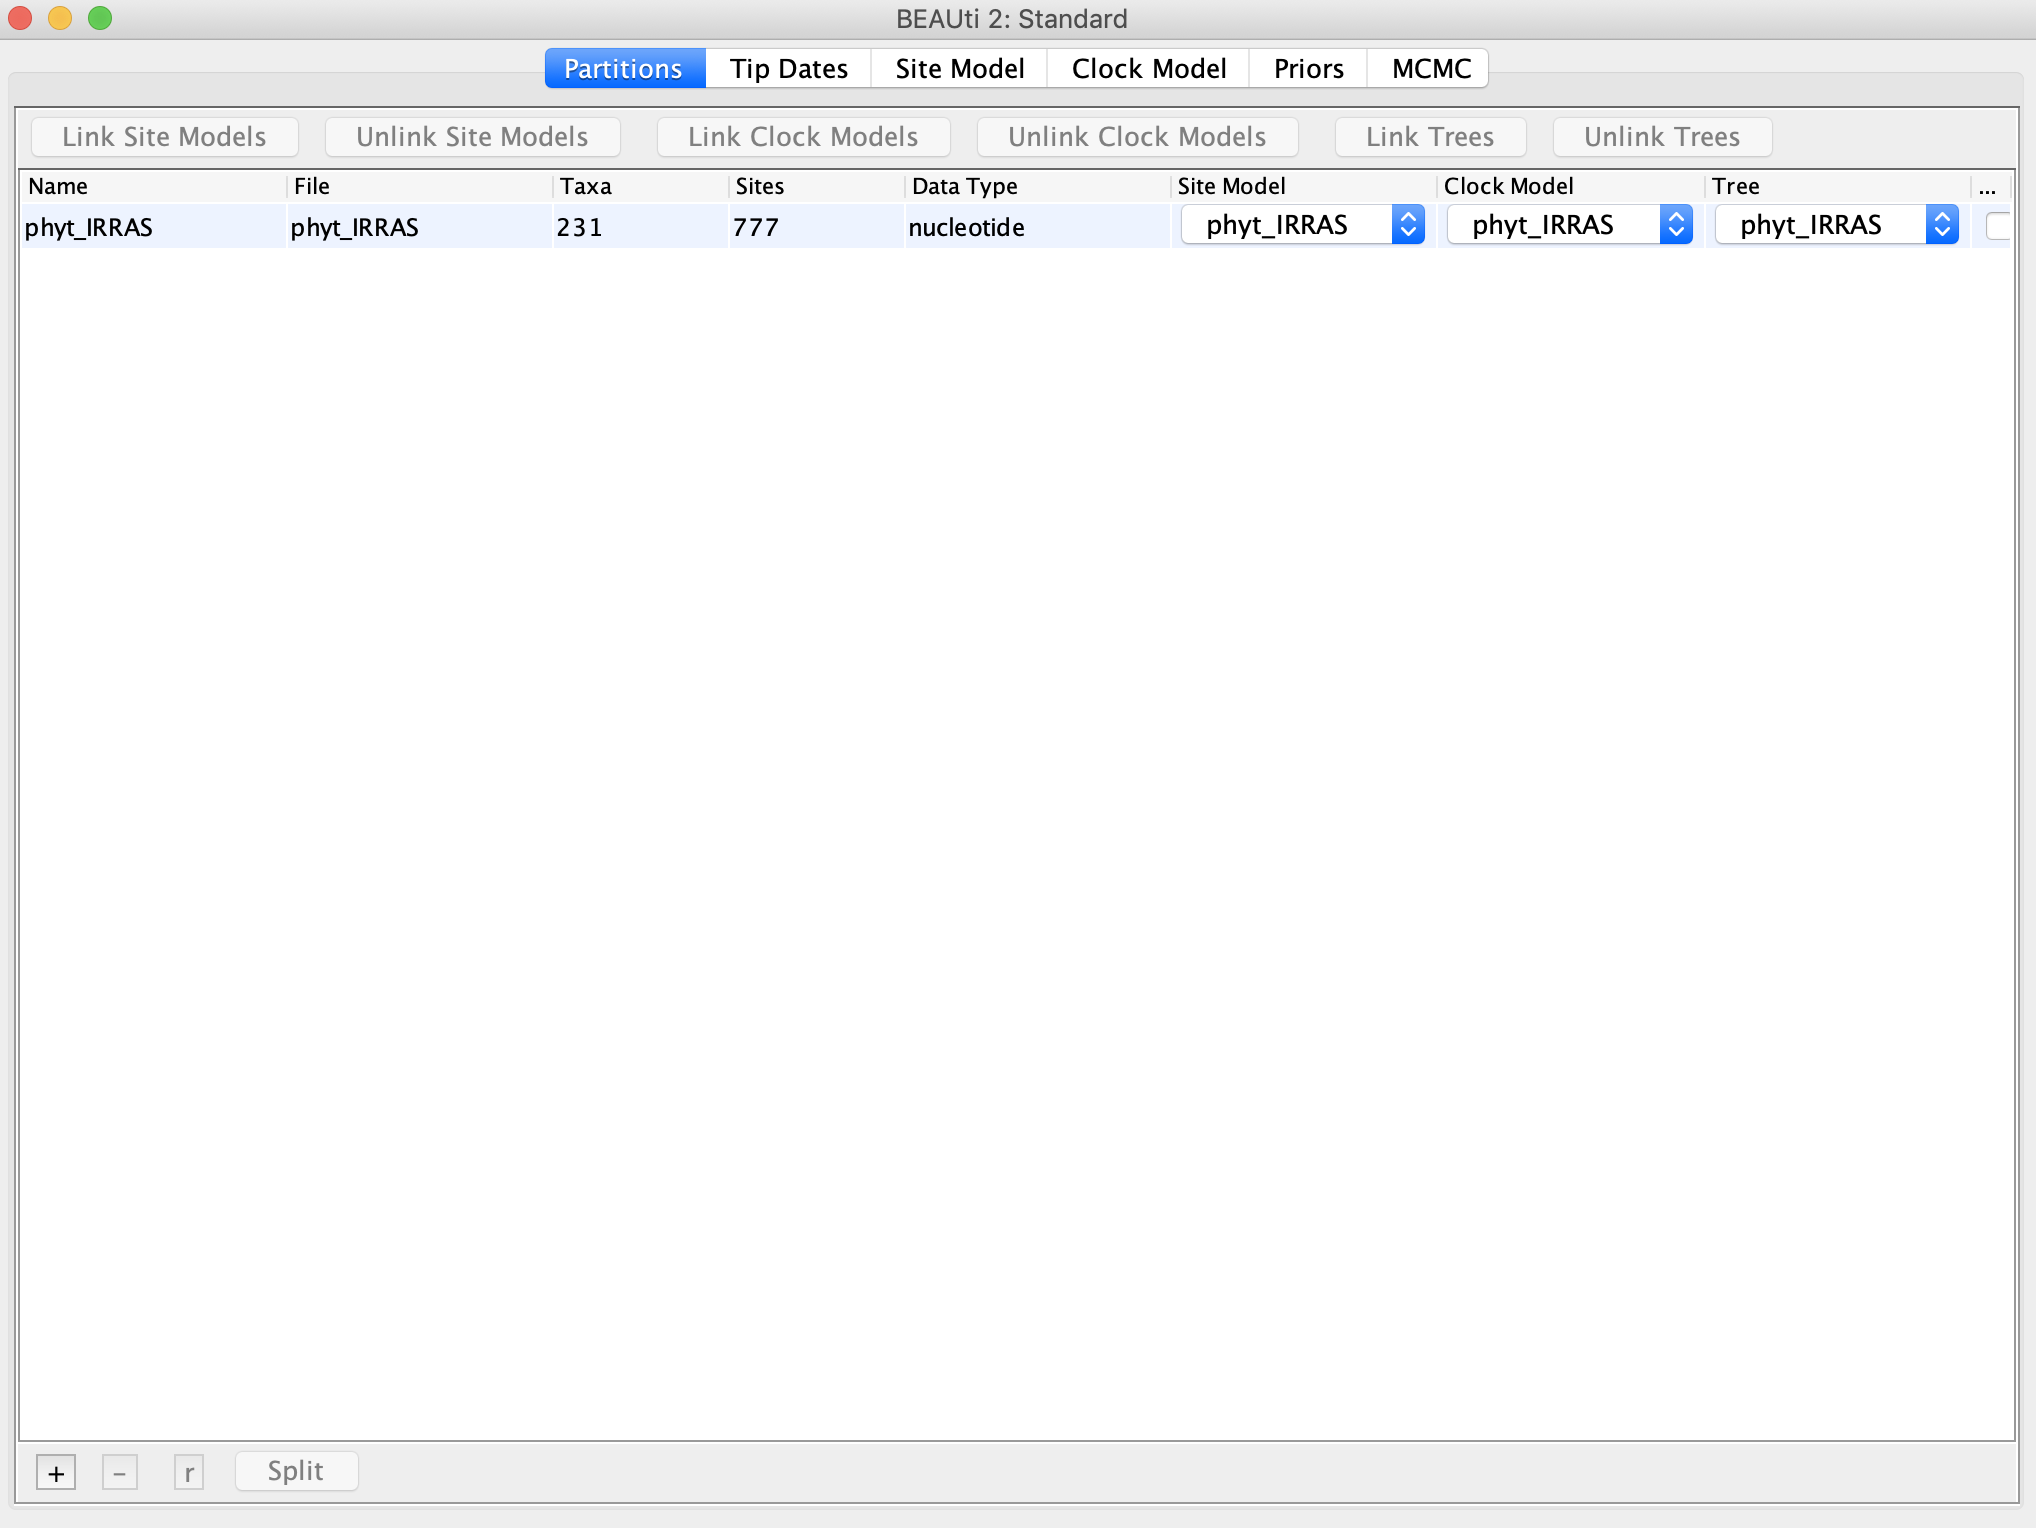 BEAUti 2: Standard
Partitions Tip Dates Site Model Clock Model Priors MCMC
Link Site Models Unlink Site Models Link Clock Models Unlink Clock Models Link Trees Unlink Trees
Name File Taxa Sites Data Type Site Model Clock Model Tree ...
phyt_IRRAS phyt_IRRAS 231 777 nucleotide phyt_IRRAS phyt_IRRAS phyt_IRRAS
+ - r Split